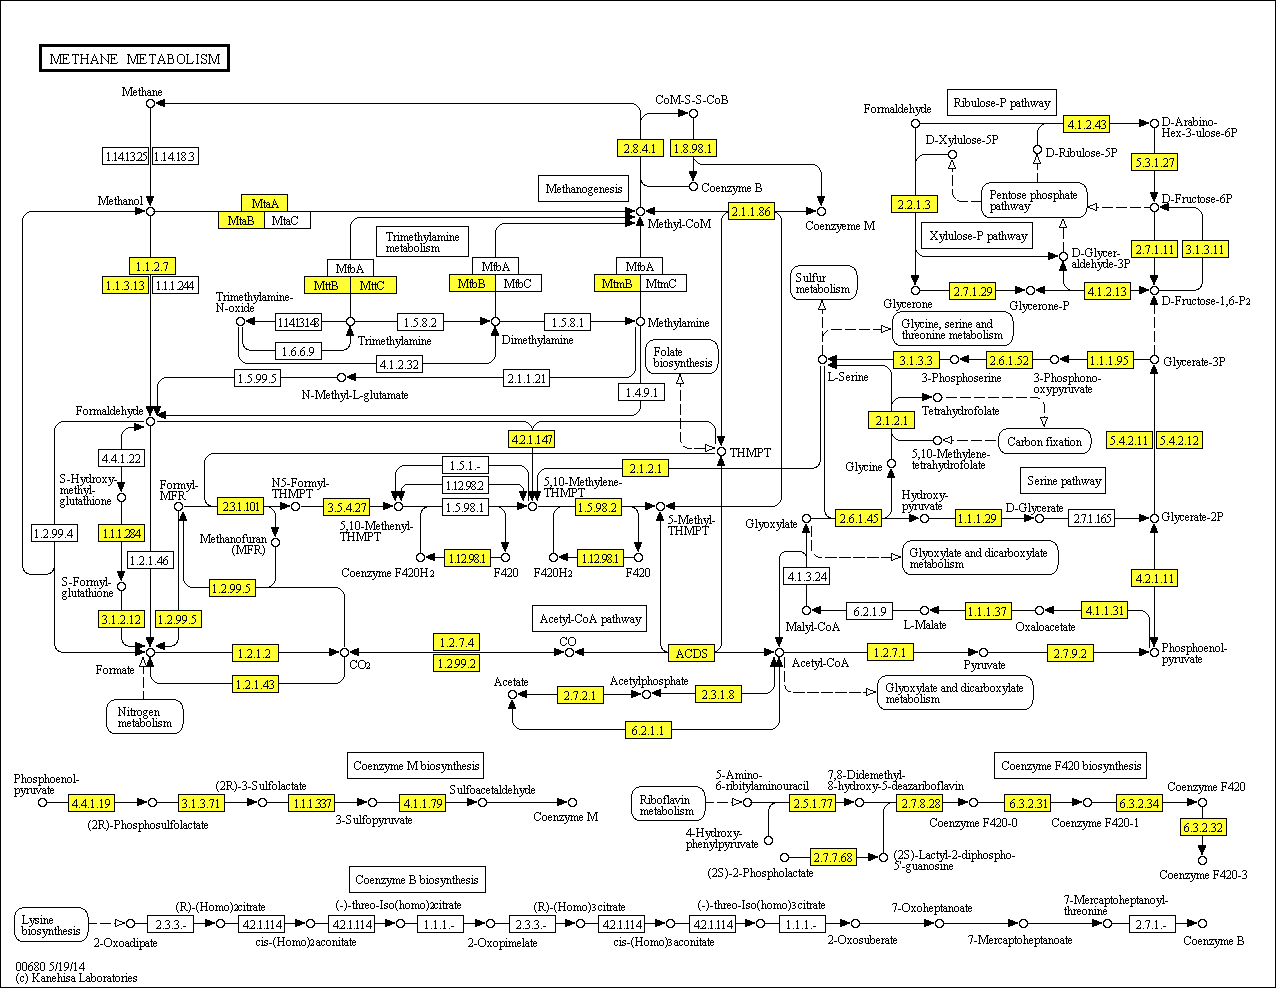 METHANE METABOLISM
Methane
CoM-S-S-CoB
Formaldehyde
Ribulose-P pathway
4.1.2.43
D-Arabino-
Hex-3-ulose-6P
1.14.13.25
1.14.18.3
2.8.4.1
1.8.98.1
D-Xylulose-5P
D-Ribulose-5P
5.3.1.27
Methanogenesis
Coenzyme B
Pentose phosphate
pathway
Methanol
MtaA
MtaB
MtaC
Methyl-CoM
2.1.1.86
Coenzyeme M
2.2.1.3
D-Fructose-6P
Trimethylamine
metabolism
Xylulose-P pathway
D-Glycer-
aldehyde-3P
2.7.1.11
3.1.3.11
1.1.2.7
1.1.3.13
1.1.1.244
MfbA
MttB
MttC
MfbA
MfbB
MfbC
MfbA
MtmB
MtmC
Sulfur
metabolism
Glycerone
2.7.1.29
Glycerone-P
4.1.2.13
D-Fructose-1,6-P2
Trimethylamine-
N-oxide
1.14.13.148
1.5.8.2
1.5.8.1
Methylamine
Trimethylamine
Dimethylamine
1.6.6.9
4.1.2.32
Glycine, serine and
threonine metabolism
Folate
biosynthesis
3.1.3.3
2.6.1.52
1.1.1.95
Glycerate-3P
L-Serine
3-Phosphoserine
3-Phosphono-
oxypyruvate
1.5.99.5
2.1.1.21
N-Methyl-L-glutamate
1.4.9.1
Formaldehyde
Tetrahydrofolate
2.1.2.1
4.2.1.147
THMPT
Carbon fixation
5.4.2.11
5.4.2.12
5,10-Methylene-
tetrahydrofolate
4.4.1.22
S-Hydroxy-
methyl-
glutathione
Formyl-
MFR
N5-Formyl-
THMPT
1.5.1.-
1.12.98.2
5,10-Methylene-
THMPT
2.1.2.1
Glycine
Serine pathway
2.3.1.101
3.5.4.27
1.5.98.1
1.5.98.2
Hydroxy-
pyruvate
D-Glycerate
5,10-Methenyl-
THMPT
5-Methyl-
THMPT
Glyoxylate
2.6.1.45
1.1.1.29
2.7.1.165
Glycerate-2P
1.2.99.4
1.1.1.284
Methanofuran
(MFR)
1.2.1.46
1.12.98.1
1.12.98.1
Coenzyme F420H2
F420
F420H2
F420
Glyoxylate and dicarboxylate
metabolism
4.1.3.24
4.2.1.11
S-Formyl-
glutathione
1.2.99.5
3.1.2.12
1.2.99.5
Acetyl-CoA pathway
Malyl-CoA
6.2.1.9
L-Malate
1.1.1.37
Oxaloacetate
4.1.1.31
Formate
1.2.1.2
CO2
1.2.7.4
1.2.99.2
CO
ACDS
Acetyl-CoA
1.2.7.1
Pyruvate
2.7.9.2
Phosphoenol-
pyruvate
1.2.1.43
Acetate
2.7.2.1
Acetylphosphate
2.3.1.8
6.2.1.1
Glyoxylate and dicarboxylate
metabolism
Nitrogen
metabolism
Coenzyme M biosynthesis
Phosphoenol-
pyruvate
4.4.1.19
(2R)-Phosphosulfolactate
3.1.3.71
(2R)-3-Sulfolactate
1.1.1.337
3-Sulfopyruvate
4.1.1.79
Sulfoacetaldehyde
Coenzyme M
Coenzyme F420 biosynthesis
Riboflavin
metabolism
5-Amino-
6-ribitylaminouracil
7,8-Didemethyl-
8-hydroxy-5-deazariboflavin
2.5.1.77
2.7.8.28
Coenzyme F420-0
6.3.2.31
Coenzyme F420-1
6.3.2.34
Coenzyme F420
6.3.2.32
4-Hydroxy-
phenylpyruvate
2.7.7.68
(2S)-2-Phospholactate
(2S)-Lactyl-2-diphospho-
5'-guanosine
Coenzyme F420-3
Coenzyme B biosynthesis
Lysine
biosynthesis
2-Oxoadipate
2.3.3.-
(R)-(Homo)2citrate
4.2.1.114
cis-(Homo)2aconitate
4.2.1.114
(-)-threo-Iso(homo)2citrate
1.1.1.-
2-Oxopimelate
2.3.3.-
(R)-(Homo)3citrate
4.2.1.114
cis-(Homo)3aconitate
4.2.1.114
(-)-threo-Iso(homo)3citrate
1.1.1.-
2-Oxosuberate
7-Oxoheptanoate
7-Mercaptoheptanoate
7-Mercaptoheptanoyl-
threonine
2.7.1.-
Coenzyme B
00680 5/19/14
(c) Kanehisa Laboratories